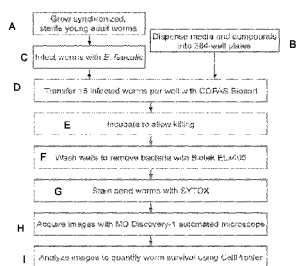 A
Grow synchronized,
sterile young adult worms
Dispense media and compounds
into 384-well plates
B
C
Infect worms with E. faecalis
D
Transfer 15 infected worms per well with COPAS Biosort
E
Incubate to allow killing
F
Wash wells to remove bacteria with Biotek ELx405
G
Stain dead worms with SYTOX
H
Acquire images with MD Discovery-1 automated microscope
I
Analyze images to quantify worm survival using CellProfiler